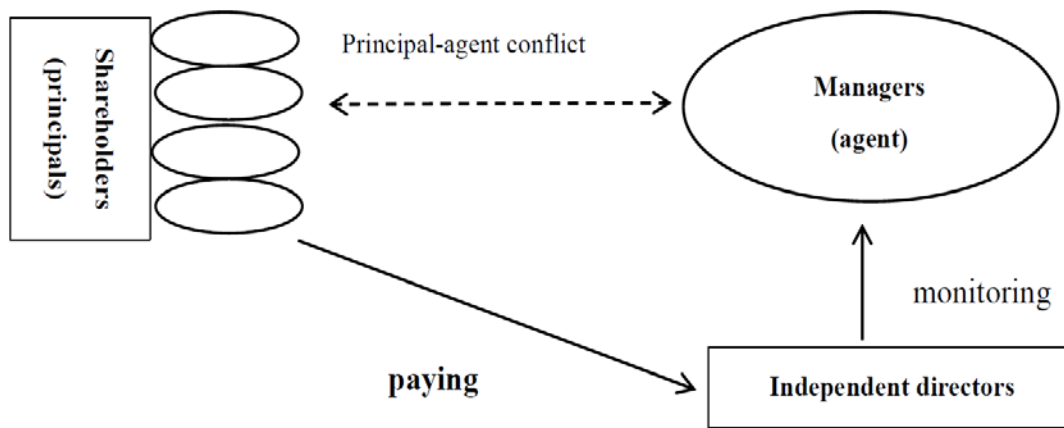 Shareholders
(principals)
Principal-agent conflict
Managers
(agent)
monitoring
paying
Independent directors